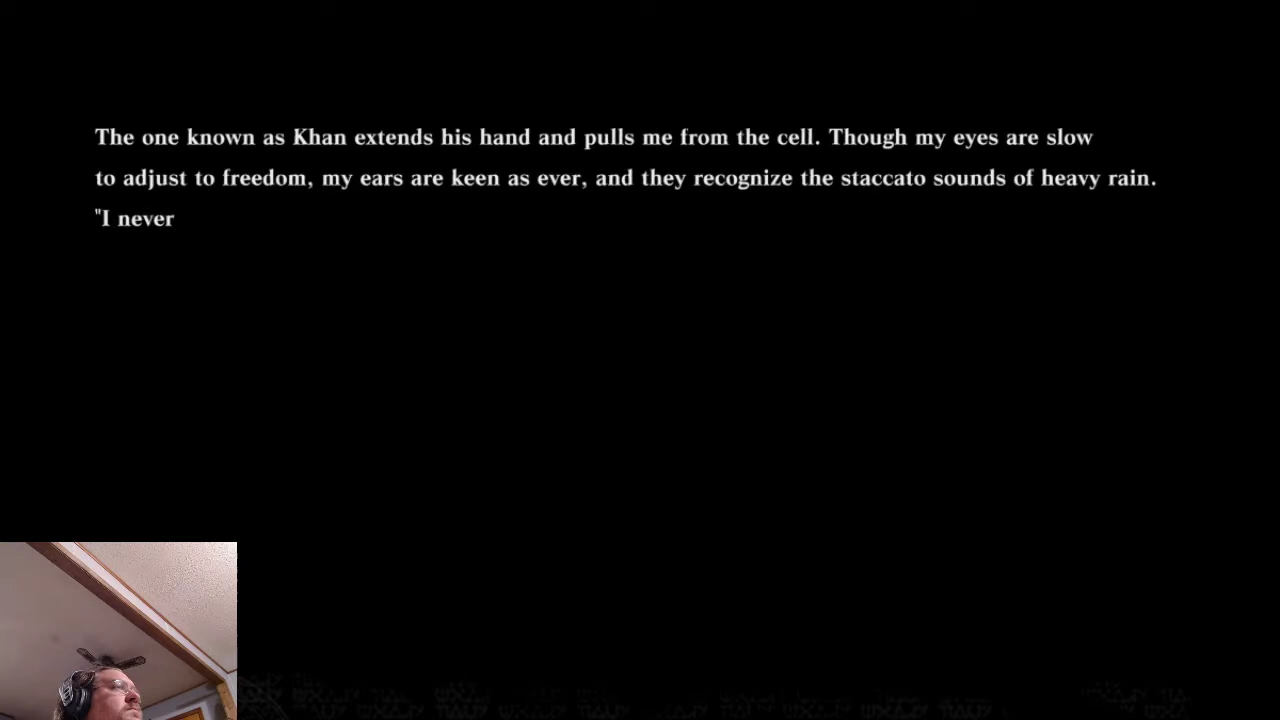 The one known as Khan extends his hand and pulls me from the cell. Though my eyes are slow
to adjust to freedom, my ears are keen as ever, and they recognize the staccato sounds of heavy rain.
"I never